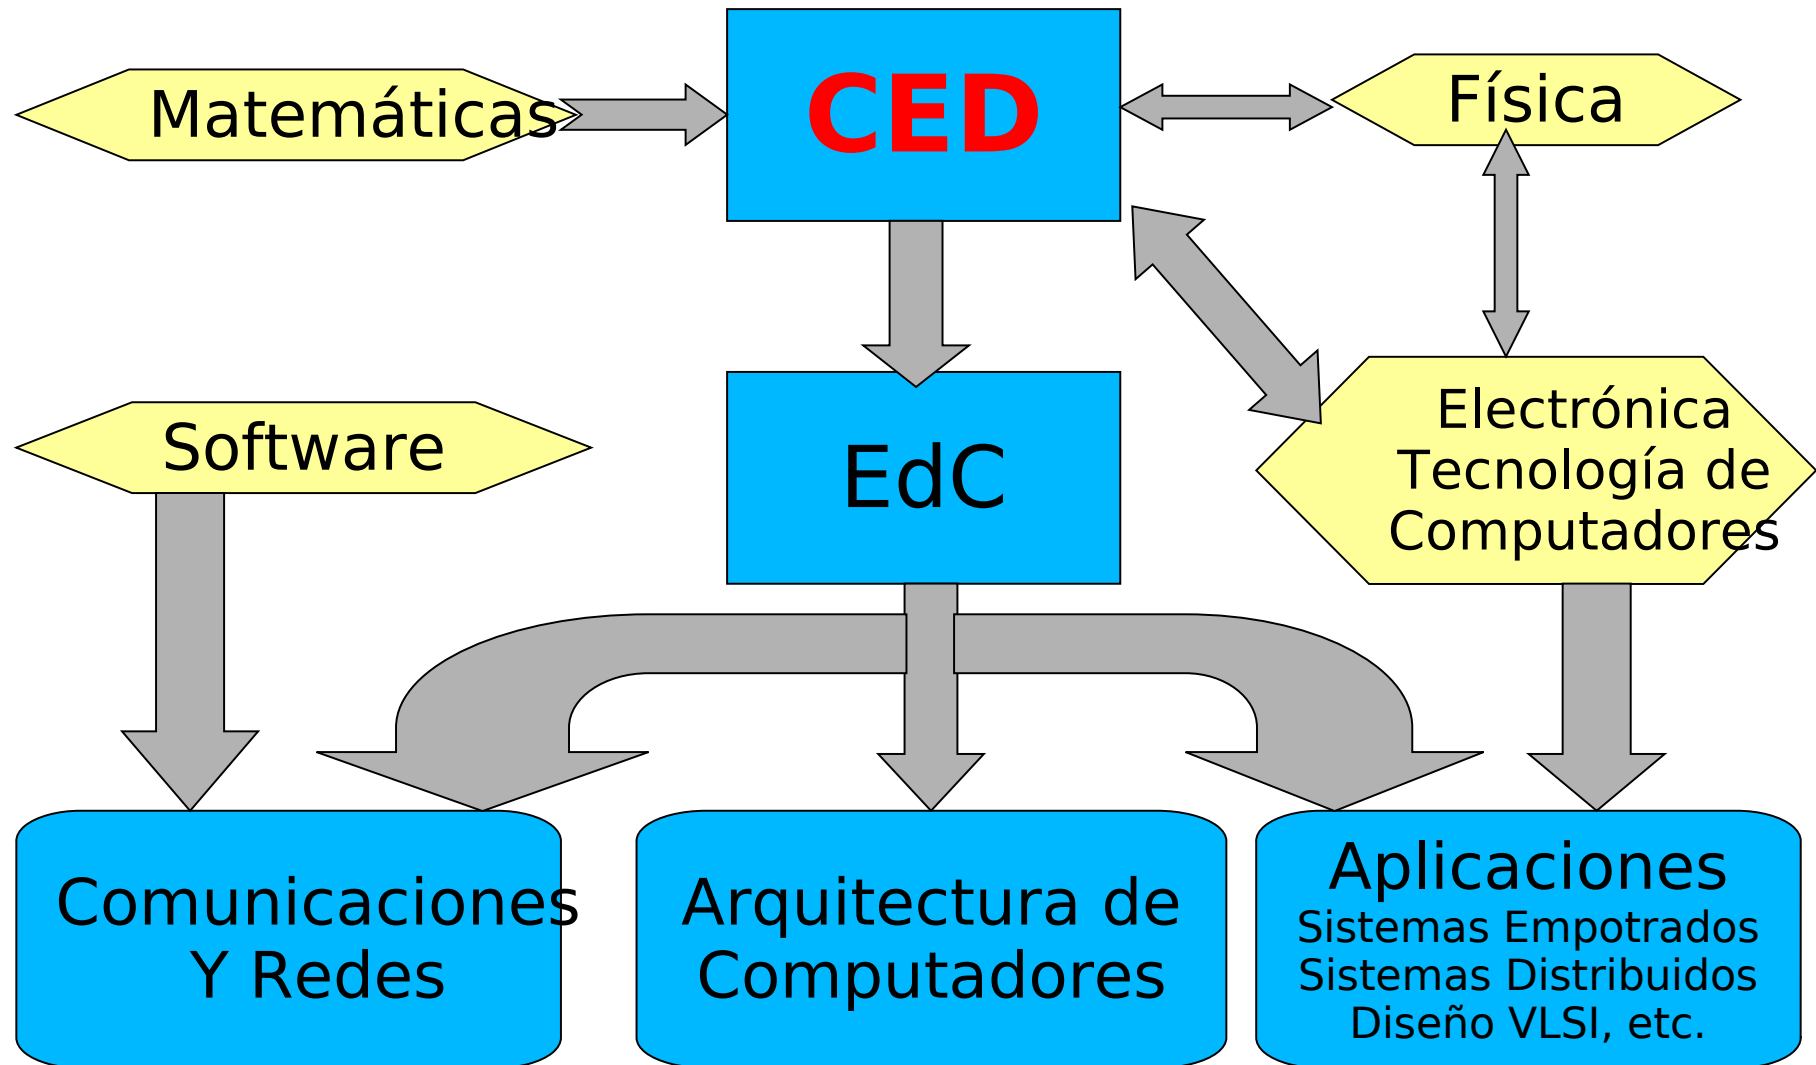 CED
Matemáticas
Física
Software
EdC
Electrónica
Tecnología de
Computadores
Comunicaciones
Y Redes
Arquitectura de
Computadores
Aplicaciones
Sistemas Empotrados
Sistemas Distribuidos
Diseño VLSI, etc.